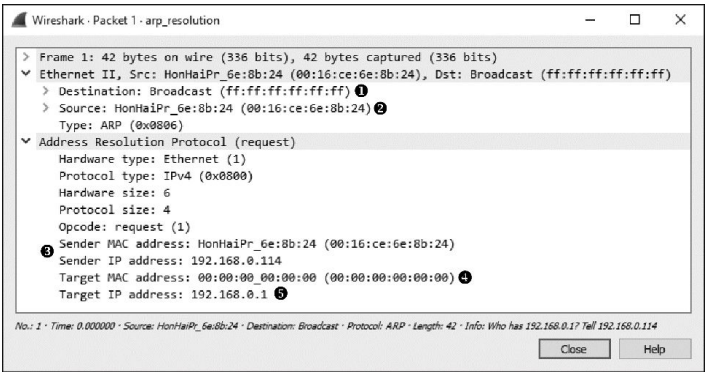 Wireshark · Packet 1 · arp_resolution
> Frame 1: 42 bytes on wire (336 bits), 42 bytes captured (336 bits)
Ethernet II, Src: HonHaiPr_6e:8b:24 (00:16:ce:6e:8b:24), Dst: Broadcast (ff:ff:ff:ff:ff:ff)
> Destination: Broadcast (ff:ff:ff:ff:ff:ff) ❶
> Source: HonHaiPr_6e:8b:24 (00:16:ce:6e:8b:24) ❷
Type: ARP (0x0806)
Address Resolution Protocol (request)
Hardware type: Ethernet (1)
Protocol type: IPv4 (0x0800)
Hardware size: 6
Protocol size: 4
Opcode: request (1)
❸ Sender MAC address: HonHaiPr_6e:8b:24 (00:16:ce:6e:8b:24)
Sender IP address: 192.168.0.114
Target MAC address: 00:00:00_00:00:00 (00:00:00:00:00:00) ❹
Target IP address: 192.168.0.1 ❺
No.: 1 · Time: 0.000000 · Source: HonHaiPr_6e:8b:24 · Destination: Broadcast · Protocol: ARP · Length: 42 · Info: Who has 192.168.0.1? Tell 192.168.0.114
Close Help